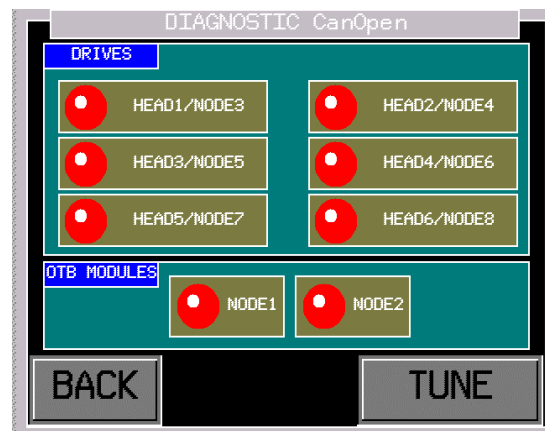 DIAGNOSTIC CanOpen
DRIVES
HEAD1/NODE3
HEAD2/NODE4
HEAD3/NODE5
HEAD4/NODE6
HEAD5/NODE7
HEAD6/NODE8
OTB MODULES
NODE1
NODE2
BACK
TUNE